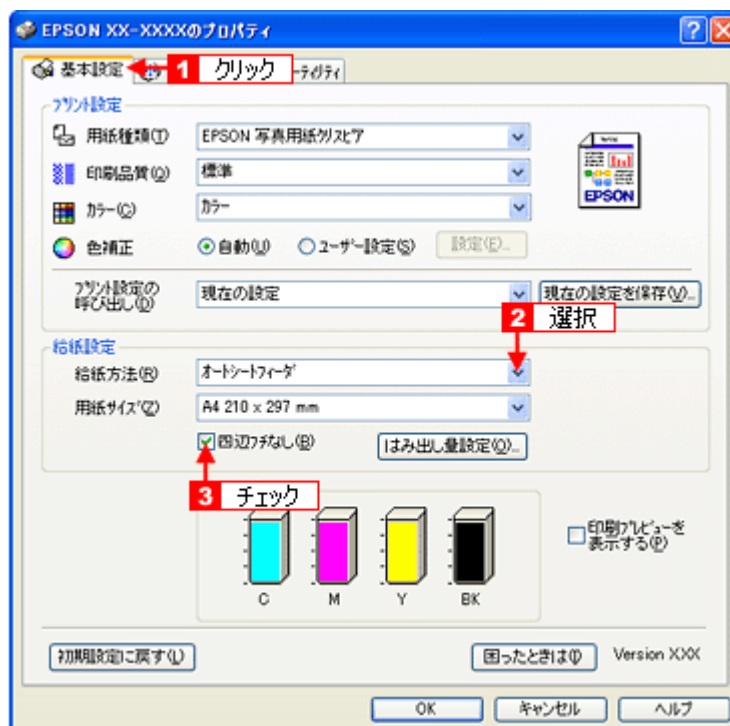 EPSON XX-XXXXのプロパティ
基本設定
1 クリック
ーティリティ
プリント設定
用紙種類(T) EPSON 写真用紙クリスピア
印刷品質(Q) 標準
カラー(C) カラー
EPSON
色補正 自動(U) ユーザー設定(S) 設定(E)...
プリント設定の
呼び出し(D) 現在の設定 現在の設定を保存(V)...
2 選択
給紙設定
給紙方法(R) オートシートフィーダ
用紙サイズ(Z) A4 210 x 297 mm
四辺フチなし(B) はみ出し量設定(O)...
3 チェック
印刷プレビューを
表示する(P)
C M Y BK
初期設定に戻す(L) 困ったときは(I) Version XXX
OK キャンセル ヘルプ